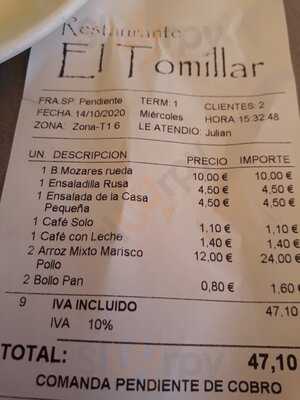 Restaurante
El Tomillar
FRA.SP: Pendiente TERM: 1 CLIENTES: 2
FECHA: 14/10/2020 Miércoles HORA: 15:32:48
ZONA: Zona-T1 6 LE ATENDIO: Julian
UN DESCRIPCION PRECIO IMPORTE
1 B.Mozares rueda 10,00 € 10,00 €
1 Ensaladilla Rusa 4,50 € 4,50 €
1 Ensalada de la Casa 4,50 € 4,50 €
Pequeña
1 Café Solo 1,10 € 1,10 €
1 Café con Leche 1,40 € 1,40 €
2 Arroz Mixto Marisco 12,00 € 24,00 €
Pollo
2 Bollo Pan 0,80 € 1,60 €
9 IVA INCLUIDO 47,10
IVA 10%
TOTAL: 47,10
COMANDA PENDIENTE DE COBRO